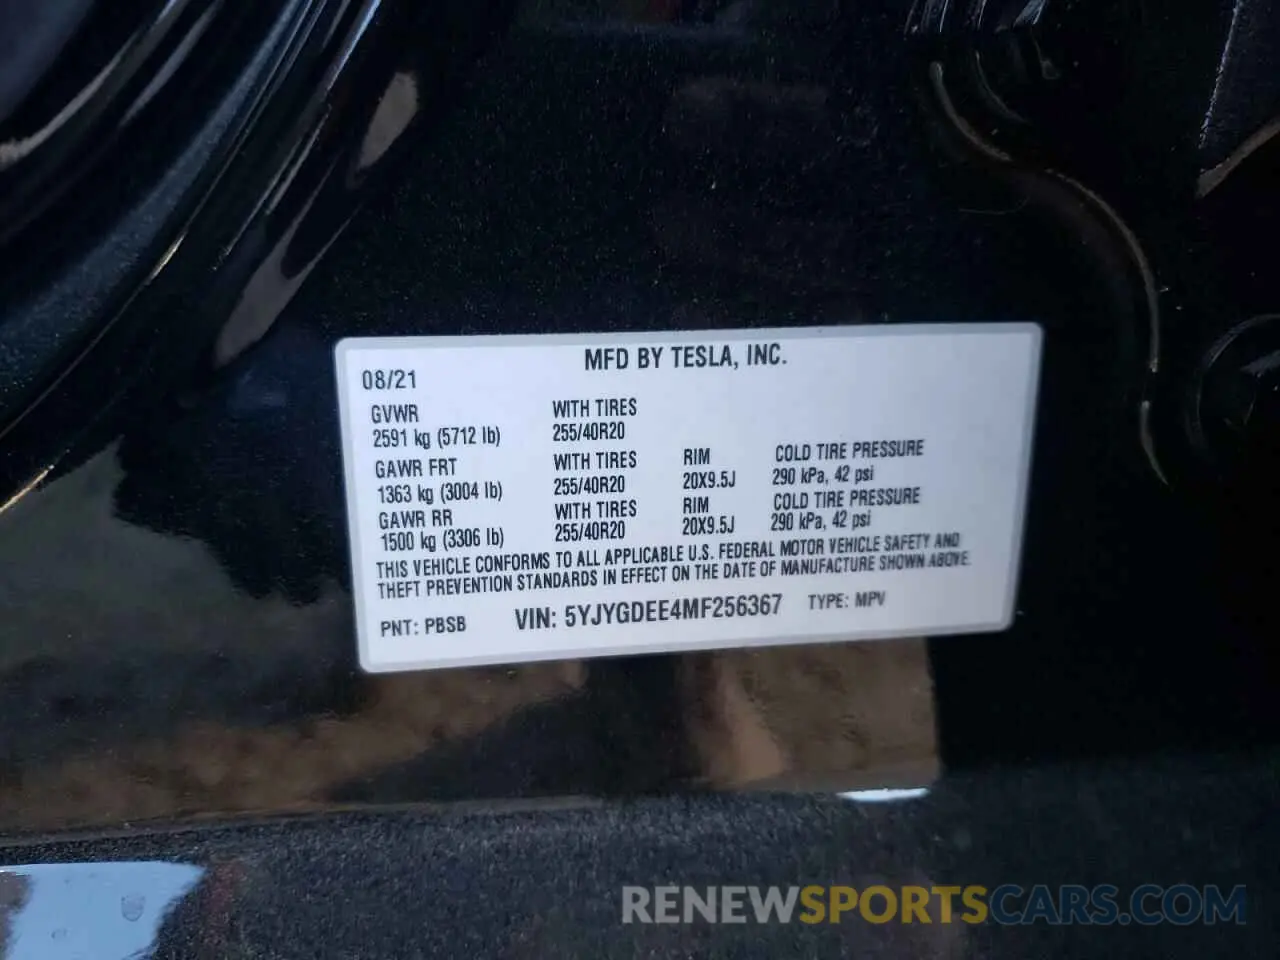 MFD BY TESLA, INC.
08/21
GVWR WITH TIRES
2591 kg (5712 lb) 255/40R20
GAWR FRT WITH TIRES RIM COLD TIRE PRESSURE
1363 kg (3004 lb) 255/40R20 20X9.5J 290 kPa, 42 psi
GAWR RR WITH TIRES RIM COLD TIRE PRESSURE
1500 kg (3306 lb) 255/40R20 20X9.5J 290 kPa, 42 psi
THIS VEHICLE CONFORMS TO ALL APPLICABLE U.S. FEDERAL MOTOR VEHICLE SAFETY AND
THEFT PREVENTION STANDARDS IN EFFECT ON THE DATE OF MANUFACTURE SHOWN ABOVE.
PNT: PBSB VIN: 5YJYGDEE4MF256367 TYPE: MPV
RENEWSPORTSCARS.COM